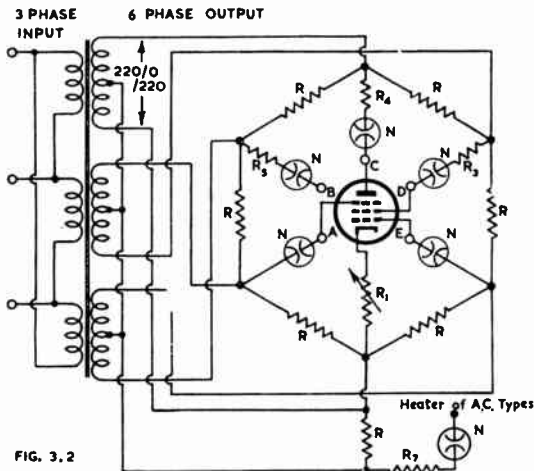 3 PHASE
INPUT
6 PHASE OUTPUT
220/0
/220
R
R4
R
N
C
R5
N
B
N
R3
D
R
R
N
A
E
N
R1
R
R
Heater of A.C. Types
R
R7
N
FIG. 3.2